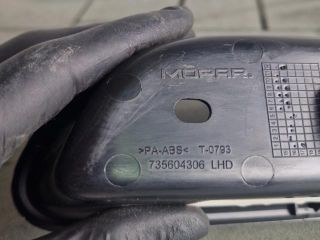 MOPAR.
>PA-ABS< T-0793
735604306 LHD